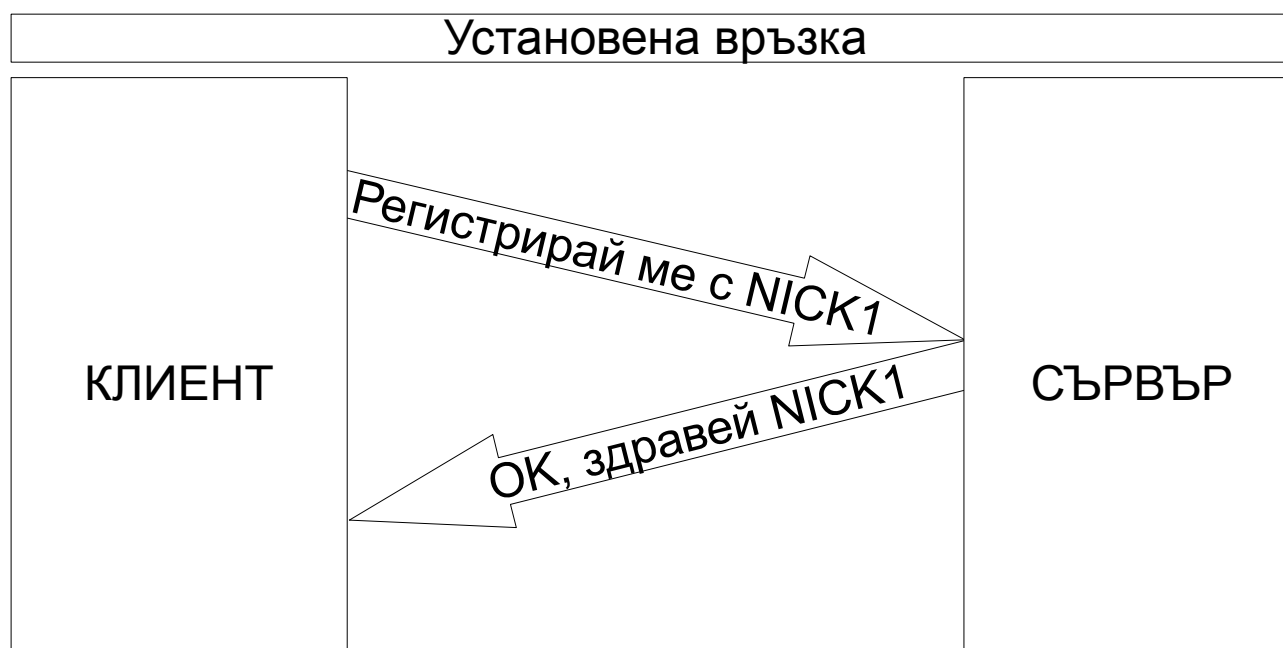 Установена връзка
Регистрирай ме с NICK1
КЛИЕНТ
СЪРВЪР
OK, здравей NICK1